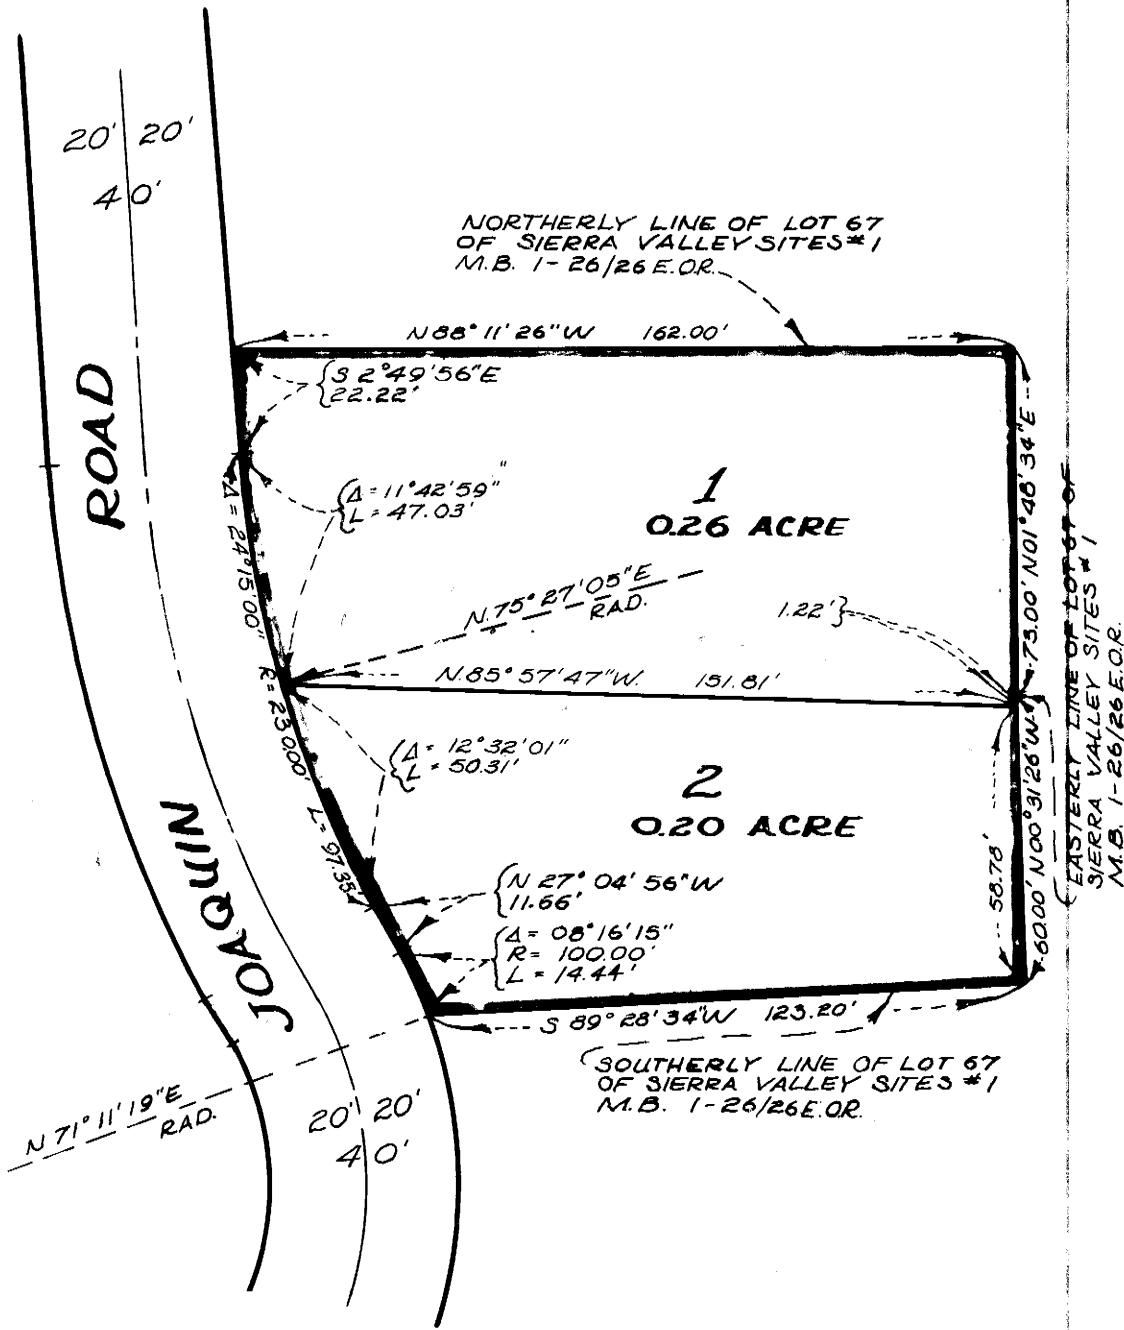 20' 20'
40'
NORTHERLY LINE OF LOT 67
OF SIERRA VALLEY SITES #1
M.B. 1-26/26 E.O.R.
N 88° 11' 26" W 162.00'
S 2° 49' 56" E
22.22'
ROAD
Δ = 11° 42' 59"
L = 47.03'
1
0.26 ACRE
73.00' N01° 48' 34" E
Δ = 24° 15' 00" R = 230.00' L = 97.35'
N. 75° 27' 05" E
RAD.
1.22'
N. 85° 57' 47" W. 151.81'
EASTERLY LINE OF LOT 67 OF
SIERRA VALLEY SITES #1
M.B. 1-26/26 E.O.R.
Δ = 12° 32' 01"
L = 50.31'
2
0.20 ACRE
60.00' N00° 31' 26" W
58.78'
JOAQUIN
N 27° 04' 56" W
11.66'
Δ = 08° 16' 15"
R = 100.00'
L = 14.44'
S 89° 28' 34" W 123.20'
SOUTHERLY LINE OF LOT 67
OF SIERRA VALLEY SITES #1
M.B. 1-26/26 E.O.R.
N 71° 11' 19" E
RAD.
20' 20'
40'